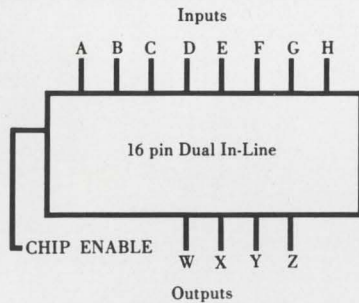 Inputs
A B C D E F G H
16 pin Dual In-Line
CHIP ENABLE
W X Y Z
Outputs